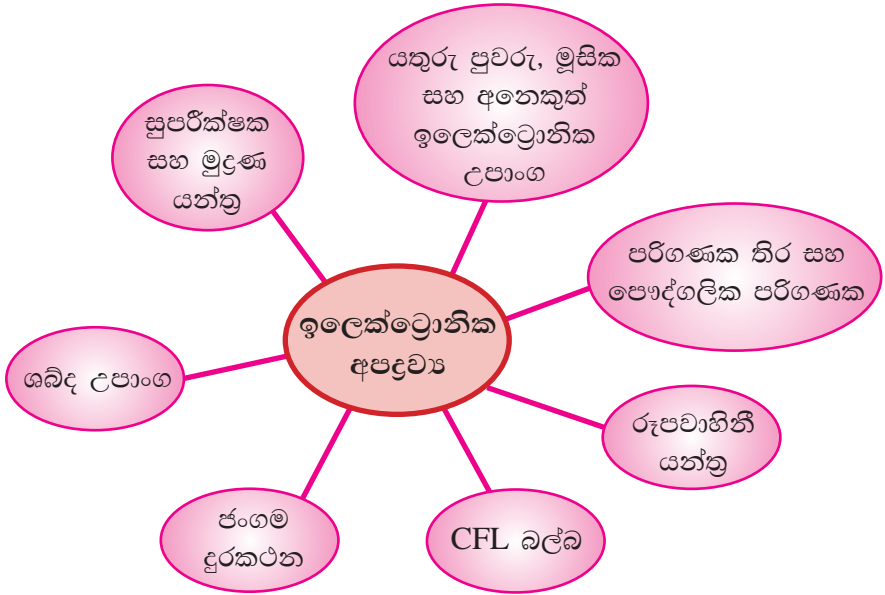 යතුරු පුවරු, මූසික
සහ අනෙකුත්
ඉලෙක්ට්‍රොනික
උපාංග
සුපරීක්ෂක
සහ මුද්‍රණ
යන්ත්‍ර
පරිගණක තිර සහ
පෞද්ගලික පරිගණක
ඉලෙක්ට්‍රොනික
අපද්‍රව්‍ය
ශබ්ද උපාංග
රූපවාහිනී
යන්ත්‍ර
ජංගම
දුරකථන
CFL බල්බ